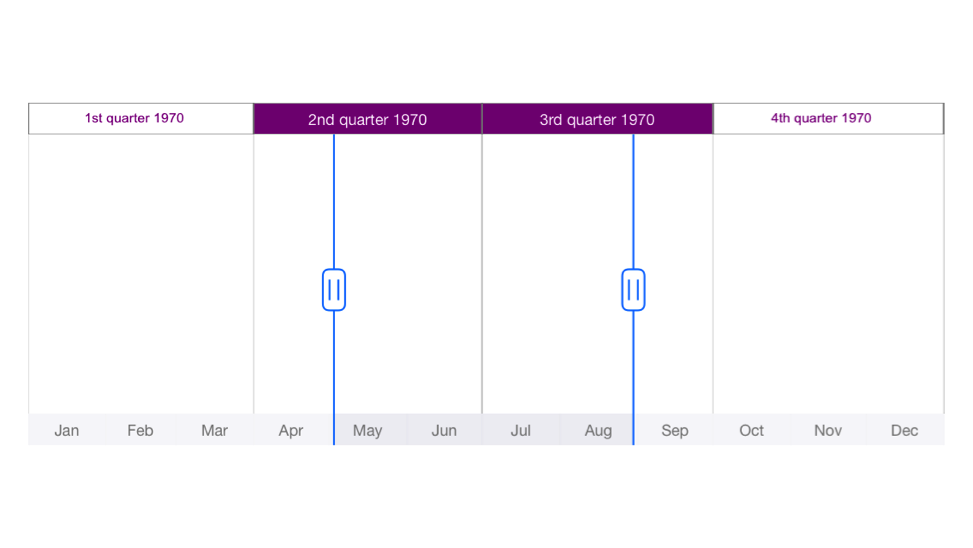 1st quarter 1970 2nd quarter 1970 3rd quarter 1970 4th quarter 1970
Jan Feb Mar Apr May Jun Jul Aug Sep Oct Nov Dec